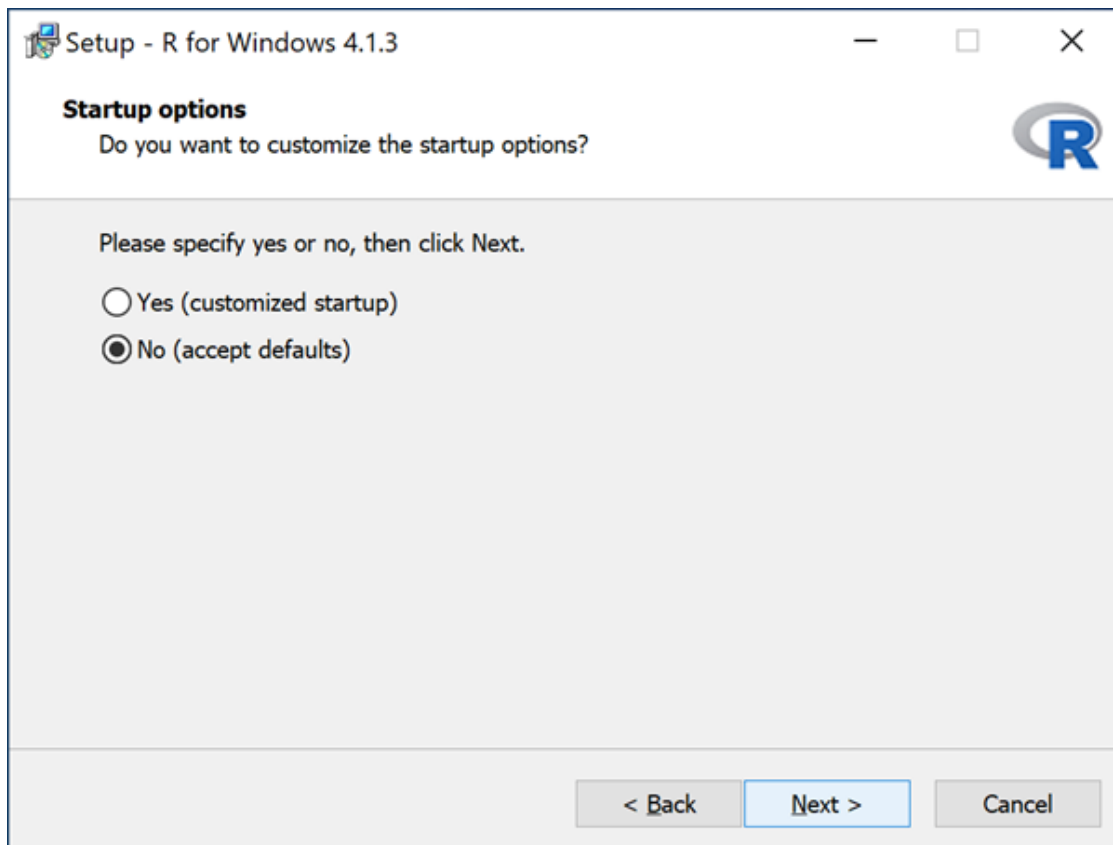 Setup - R for Windows 4.1.3
Startup options
Do you want to customize the startup options?
R
Please specify yes or no, then click Next.
Yes (customized startup)
No (accept defaults)
< Back
Next >
Cancel